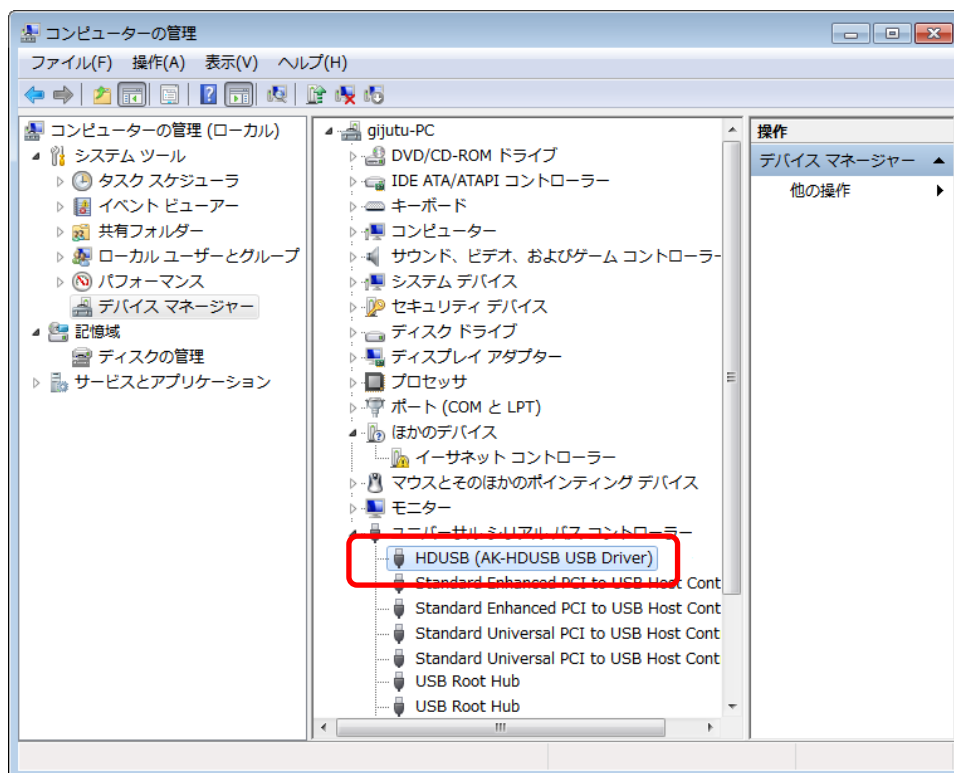 コンピューターの管理
ファイル(F) 操作(A) 表示(V) ヘルプ(H)
コンピューターの管理 (ローカル)
システム ツール
タスク スケジューラ
イベント ビューアー
共有フォルダー
ローカル ユーザーとグループ
パフォーマンス
デバイス マネージャー
記憶域
ディスクの管理
サービスとアプリケーション
gijutu-PC
DVD/CD-ROM ドライブ
IDE ATA/ATAPI コントローラー
キーボード
コンピューター
サウンド、ビデオ、およびゲーム コントローラー
システム デバイス
セキュリティ デバイス
ディスク ドライブ
ディスプレイ アダプター
プロセッサ
ポート (COM と LPT)
ほかのデバイス
イーサネット コントローラー
マウスとそのほかのポインティング デバイス
モニター
ユニバーサル シリアル バス コントローラー
HDUSB (AK-HDUSB USB Driver)
Standard Enhanced PCI to USB Host Cont
Standard Enhanced PCI to USB Host Cont
Standard Universal PCI to USB Host Cont
Standard Universal PCI to USB Host Cont
USB Root Hub
USB Root Hub
操作
デバイス マネージャー
他の操作